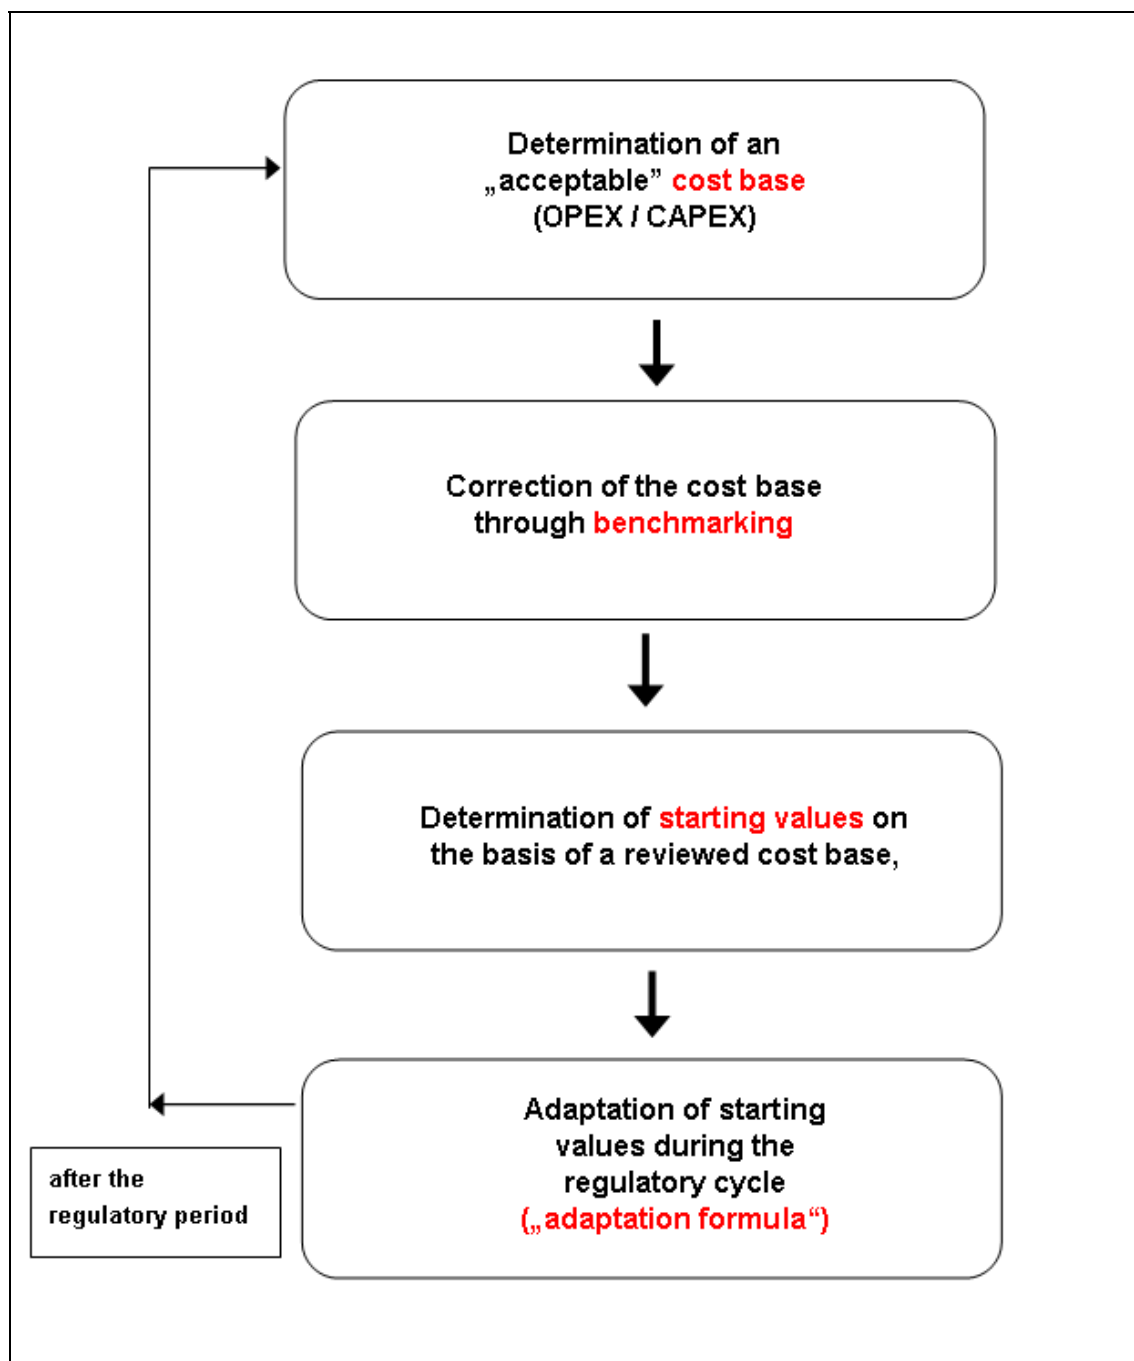 Determination of an
„acceptable” cost base
(OPEX / CAPEX)
Correction of the cost base
through benchmarking
Determination of starting values on
the basis of a reviewed cost base,
Adaptation of starting
values during the
regulatory cycle
(„adaptation formula“)
after the
regulatory period